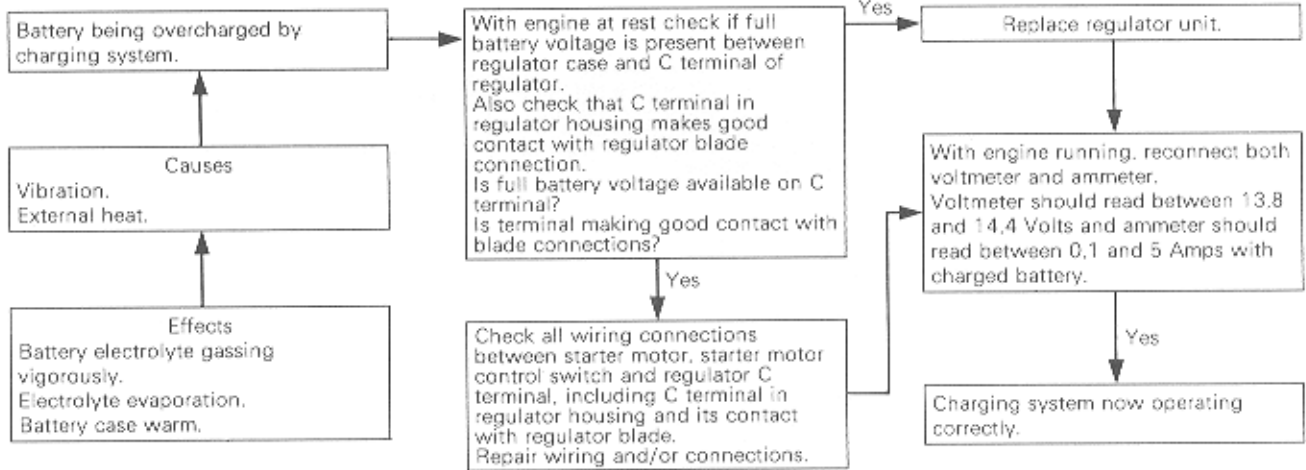 Battery being overcharged by
charging system.
Causes
Vibration.
External heat.
Effects
Battery electrolyte gassing
vigorously.
Electrolyte evaporation.
Battery case warm.
With engine at rest check if full
battery voltage is present between
regulator case and C terminal of
regulator.
Also check that C terminal in
regulator housing makes good
contact with regulator blade
connection.
Is full battery voltage available on C
terminal?
Is terminal making good contact with
blade connections?
Yes
Yes
Check all wiring connections
between starter motor, starter motor
control switch and regulator C
terminal, including C terminal in
regulator housing and its contact
with regulator blade.
Repair wiring and/or connections.
Replace regulator unit.
With engine running, reconnect both
voltmeter and ammeter.
Voltmeter should read between 13,8
and 14,4 Volts and ammeter should
read between 0,1 and 5 Amps with
charged battery.
Yes
Charging system now operating
correctly.